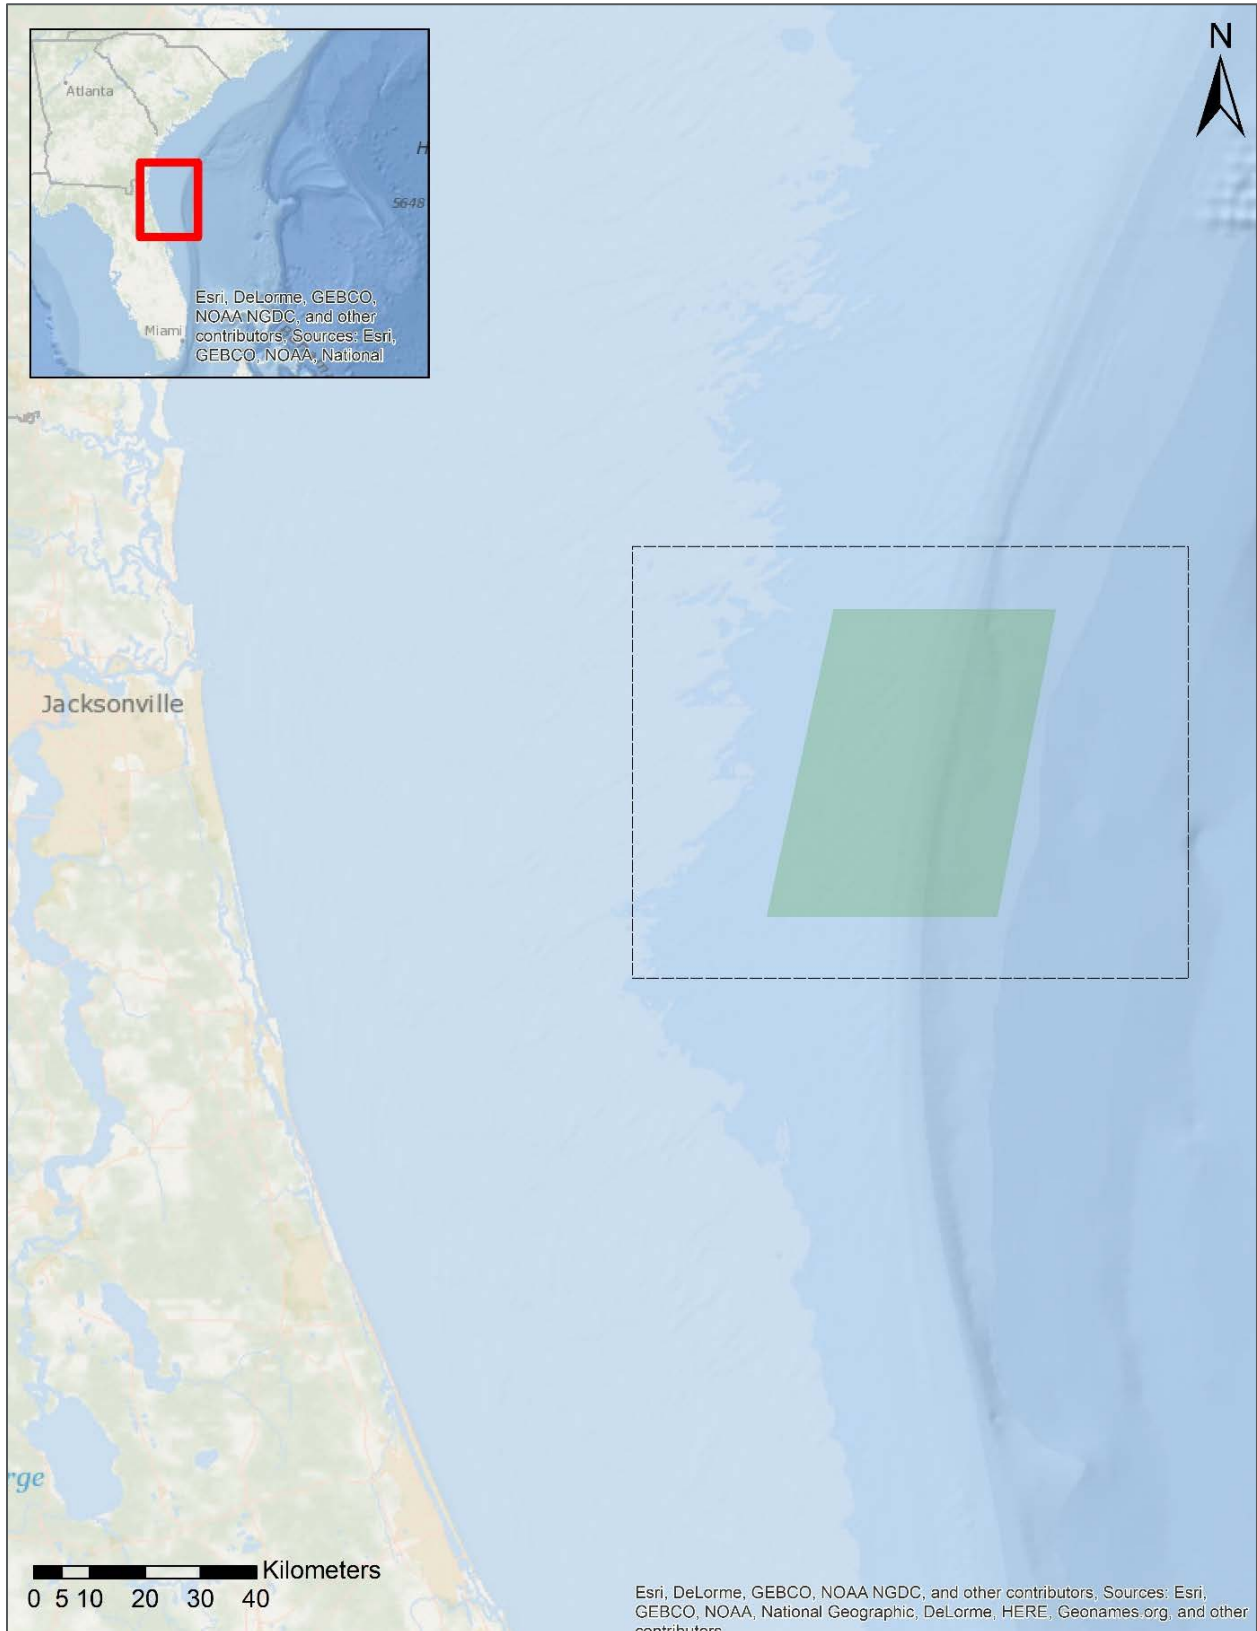 N
Atlanta
H
5648
Esri, DeLorme, GEBCO,
NOAA NGDC, and other
contributors, Sources: Esri,
GEBCO, NOAA, National
Miami
Jacksonville
rge
Kilometers
0 5 10 20 30 40
Esri, DeLorme, GEBCO, NOAA NGDC, and other contributors, Sources: Esri,
GEBCO, NOAA, National Geographic, DeLorme, HERE, Geonames.org, and other
contributors